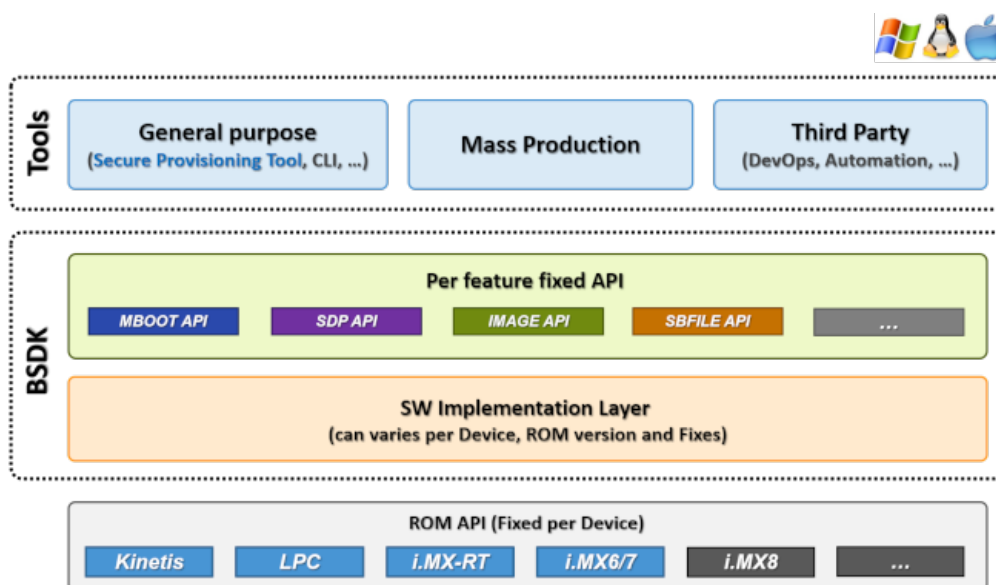 Tools
General purpose
(Secure Provisioning Tool, CLI, ...)
Mass Production
Third Party
(DevOps, Automation, ...)
BSDK
Per feature fixed API
MBOOT API
SDP API
IMAGE API
SBFILE API
...
SW Implementation Layer
(can varies per Device, ROM version and Fixes)
ROM API (Fixed per Device)
Kinetis
LPC
i.MX-RT
i.MX6/7
i.MX8
...